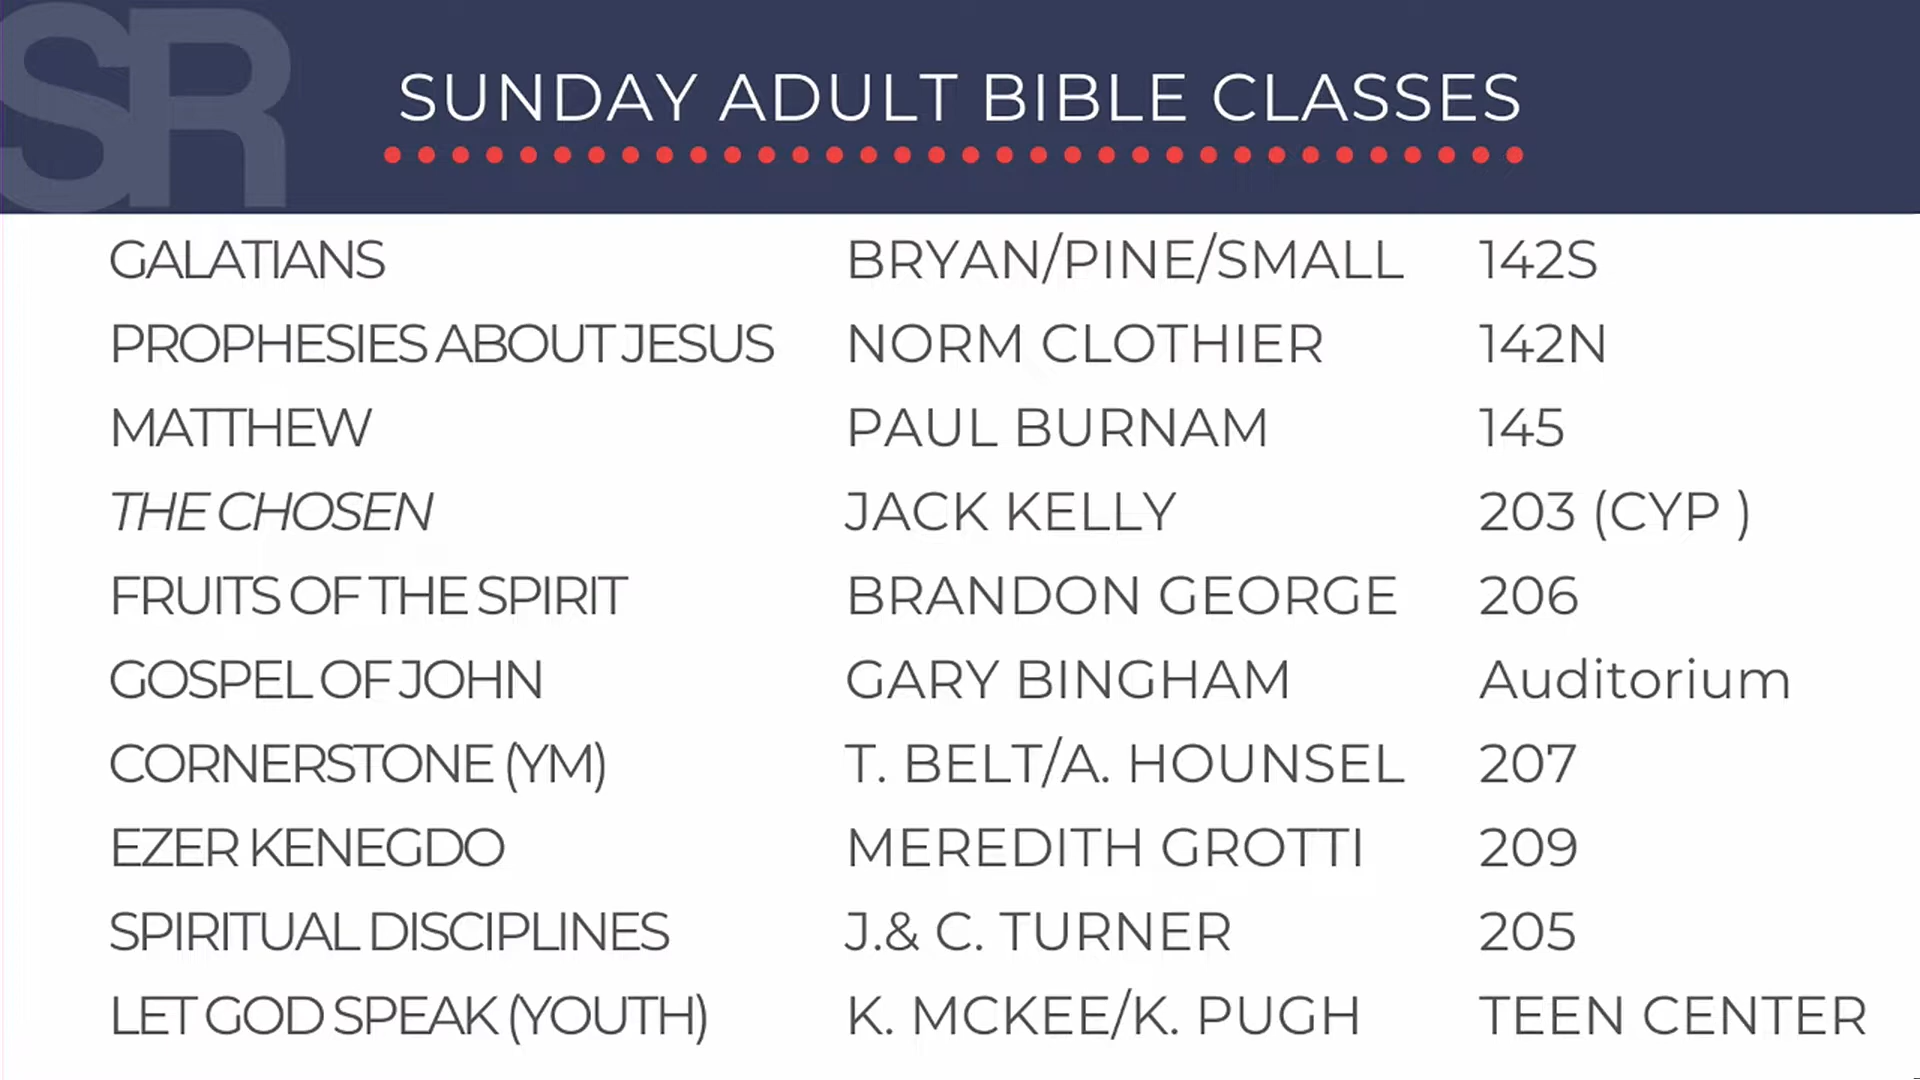 SR
SUNDAY ADULT BIBLE CLASSES
GALATIANS BRYAN/PINE/SMALL 142S
PROPHESIES ABOUT JESUS NORM CLOTHIER 142N
MATTHEW PAUL BURNAM 145
THE CHOSEN JACK KELLY 203 (CYP )
FRUITS OF THE SPIRIT BRANDON GEORGE 206
GOSPEL OF JOHN GARY BINGHAM Auditorium
CORNERSTONE (YM) T. BELT/A. HOUNSEL 207
EZER KENEGDO MEREDITH GROTTI 209
SPIRITUAL DISCIPLINES J.& C. TURNER 205
LET GOD SPEAK (YOUTH) K. MCKEE/K. PUGH TEEN CENTER